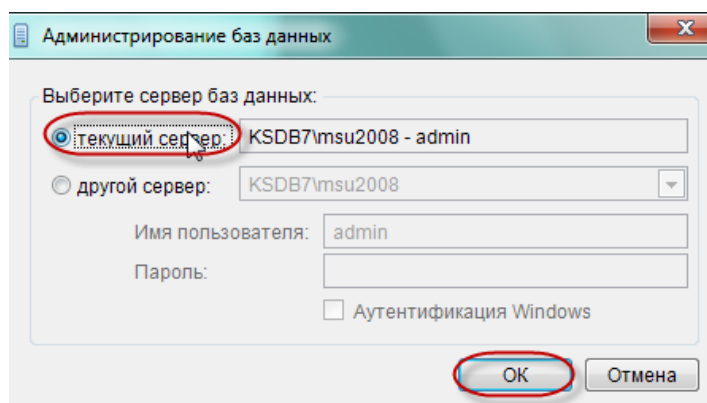 Администрирование баз данных
Выберите сервер баз данных:
текущий сервер: KSDB7\msu2008 - admin
другой сервер: KSDB7\msu2008
Имя пользователя: admin
Пароль:
Аутентификация Windows
ОК Отмена